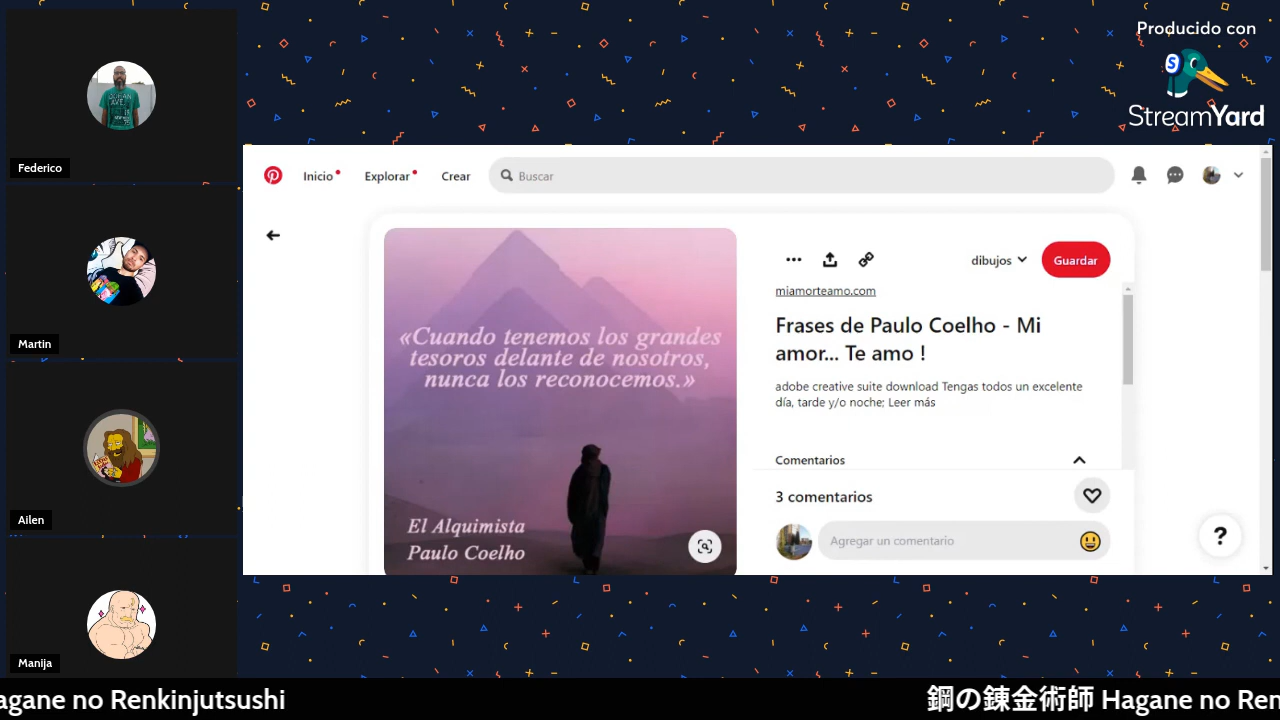 Federico
Martin
Ailen
Manija
Producido con
StreamYard
Inicio
Explorar
Crear
Buscar
«Cuando tenemos los grandes
tesoros delante de nosotros,
nunca los reconocemos.»
El Alquimista
Paulo Coelho
dibujos
Guardar
miamorteamo.com
Frases de Paulo Coelho - Mi
amor... Te amo !
adobe creative suite download Tengas todos un excelente
día, tarde y/o noche; Leer más
Comentarios
3 comentarios
Agregar un comentario
?
agane no Renkinjutsushi
鋼の錬金術師 Hagane no Ren